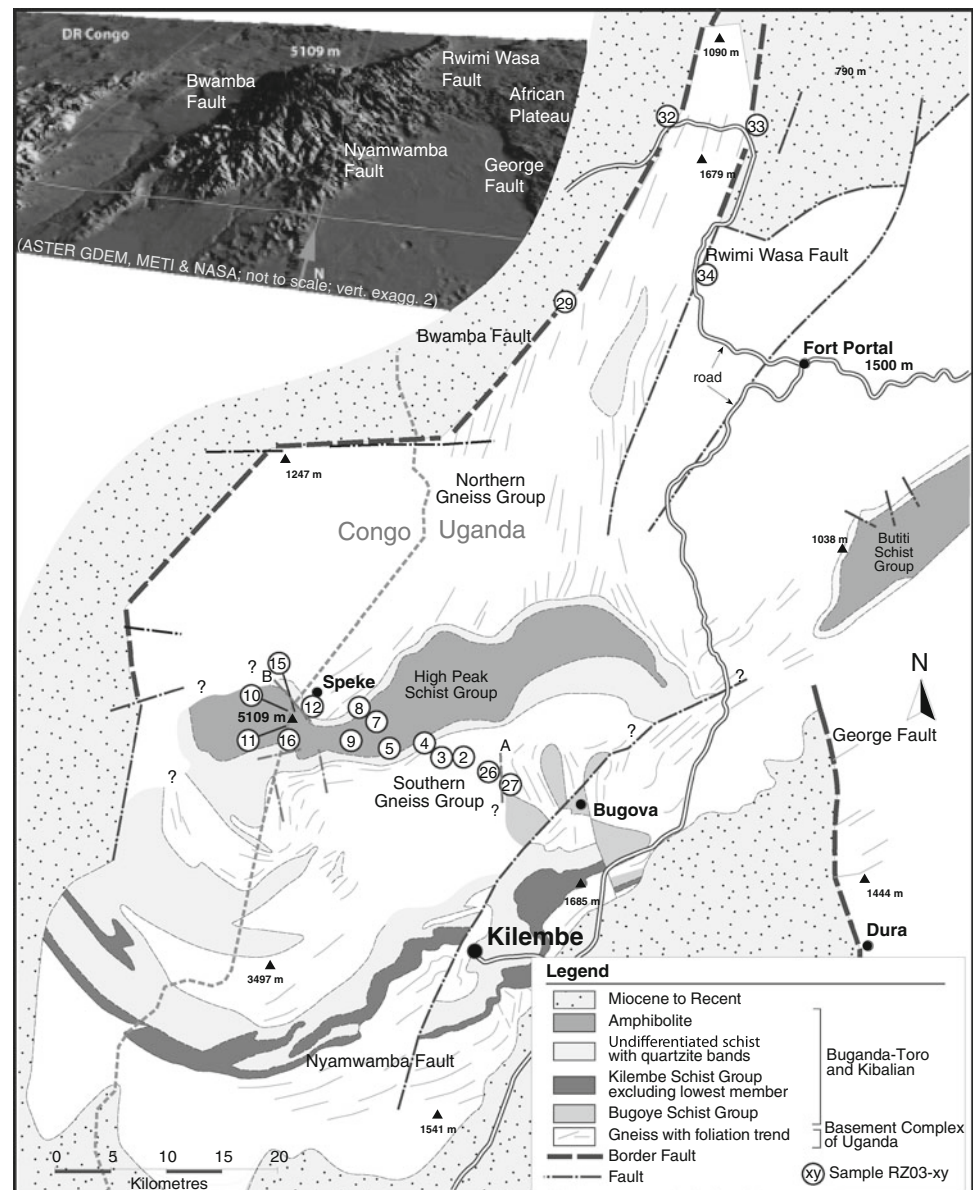 DR Congo
5109 m
Bwamba
Fault
Rwimi Wasa
Fault
African
Plateau
Nyamwamba
Fault
George
Fault
N
(ASTER GDEM, METI & NASA; not to scale; vert. exagg. 2)
1090 m
790 m
32
33
1679 m
Rwimi Wasa Fault
34
29
Bwamba Fault
Fort Portal
1500 m
road
1247 m
Northern
Gneiss Group
Congo
Uganda
1038 m
Butiti
Schist
Group
?
B
15
?
10
Speke
12
8
7
High Peak
Schist Group
?
N
5109 m
11
16
9
5
4
3
2
A
26
27
?
?
?
George Fault
Southern
Gneiss Group
Bugova
1685 m
1444 m
Dura
Kilembe
3497 m
Nyamwamba Fault
1541 m
0 5 10 15 20
Kilometres
Legend
Miocene to Recent
Amphibolite
Undifferentiated schist
with quartzite bands
Kilembe Schist Group
excluding lowest member
Bugoye Schist Group
Gneiss with foliation trend
Border Fault
Fault
Buganda-Toro
and Kibalian
Basement Complex
of Uganda
xy Sample RZ03-xy